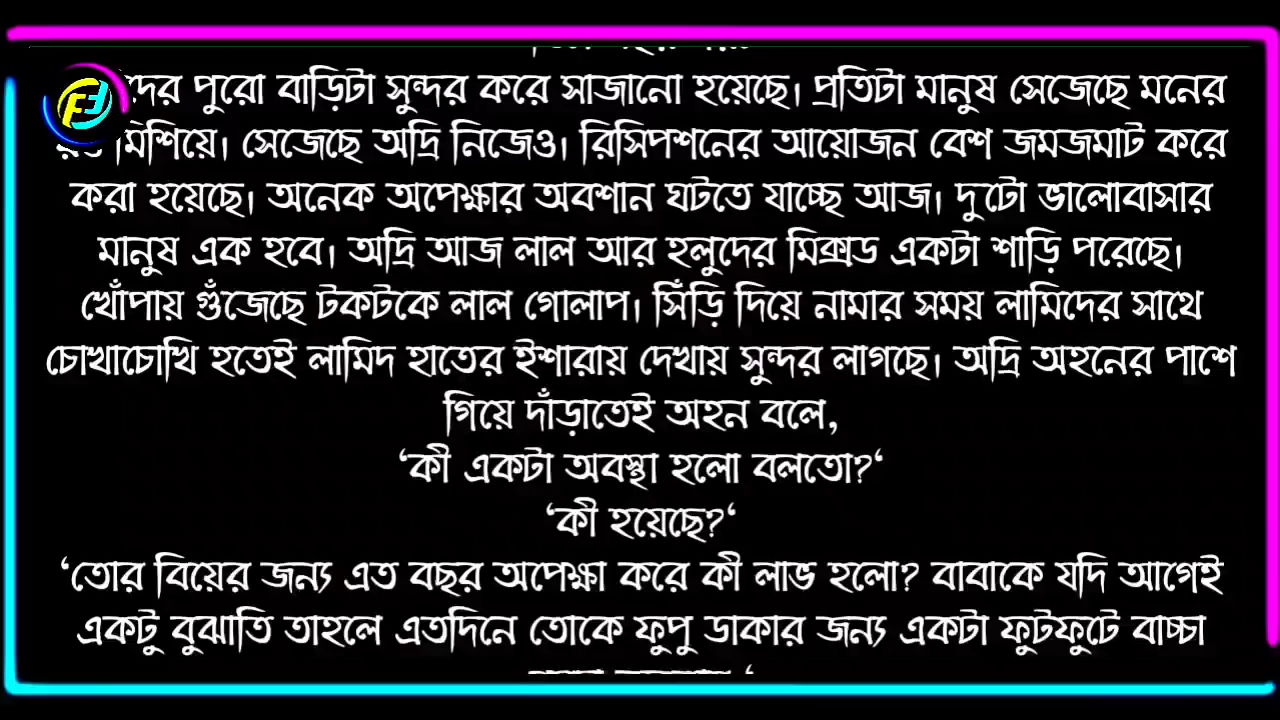 পুরো বাড়িটা সুন্দর করে সাজানো হয়েছে। প্রতিটা মানুষ সেজেছে মনের
মিশিয়ে। সেজেছে অদ্রি নিজেও। রিসিপশনের আয়োজন বেশ জমজমাট করে
করা হয়েছে। অনেক অপেক্ষার অবশান ঘটতে যাচ্ছে আজ। দুটো ভালোবাসার
মানুষ এক হবে। অদ্রি আজ লাল আর হলুদের মিক্সড একটা শাড়ি পরেছে।
খোঁপায় গুঁজেছে টকটকে লাল গোলাপ। সিঁড়ি দিয়ে নামার সময় লামিদের সাথে
চোখাচোখি হতেই লামিদ হাতের ইশারায় দেখায় সুন্দর লাগছে। অদ্রি অহনের পাশে
গিয়ে দাঁড়াতেই অহন বলে,
‘কী একটা অবস্থা হলো বলতো?‘
‘কী হয়েছে?‘
‘তোর বিয়ের জন্য এত বছর অপেক্ষা করে কী লাভ হলো? বাবাকে যদি আগেই
একটু বুঝাতি তাহলে এতদিনে তোকে ফুপু ডাকার জন্য একটা ফুটফুটে বাচ্চা